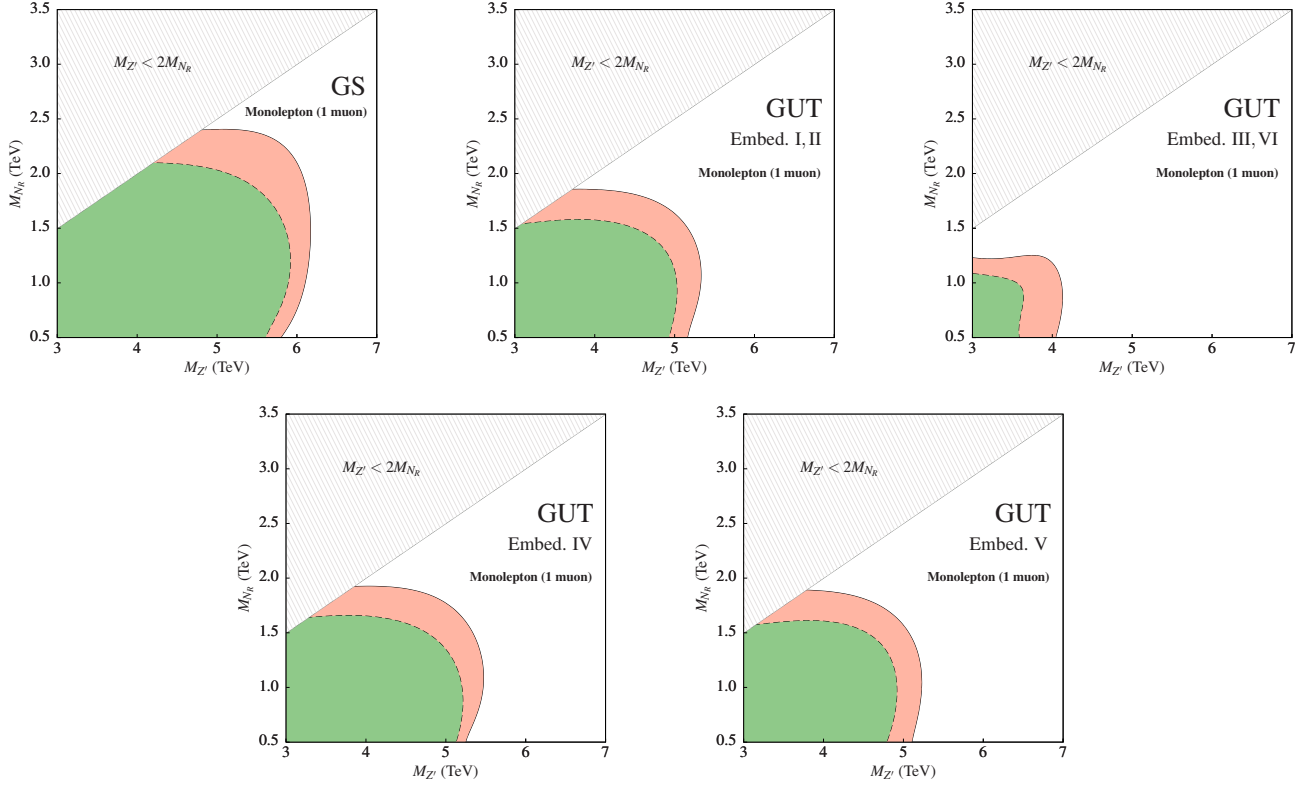 3.5
3.0
2.5
2.0
1.5
1.0
0.5
M_{N_R} (TeV)
M_{Z'} < 2M_{N_R}
GS
Monolepton (1 muon)
3 4 5 6 7
M_{Z'} (TeV)
3.5
3.0
2.5
2.0
1.5
1.0
0.5
M_{N_R} (TeV)
M_{Z'} < 2M_{N_R}
GUT
Embed. I, II
Monolepton (1 muon)
3 4 5 6 7
M_{Z'} (TeV)
3.5
3.0
2.5
2.0
1.5
1.0
0.5
M_{N_R} (TeV)
M_{Z'} < 2M_{N_R}
GUT
Embed. III, VI
Monolepton (1 muon)
3 4 5 6 7
M_{Z'} (TeV)
3.5
3.0
2.5
2.0
1.5
1.0
0.5
M_{N_R} (TeV)
M_{Z'} < 2M_{N_R}
GUT
Embed. IV
Monolepton (1 muon)
3 4 5 6 7
M_{Z'} (TeV)
3.5
3.0
2.5
2.0
1.5
1.0
0.5
M_{N_R} (TeV)
M_{Z'} < 2M_{N_R}
GUT
Embed. V
Monolepton (1 muon)
3 4 5 6 7
M_{Z'} (TeV)